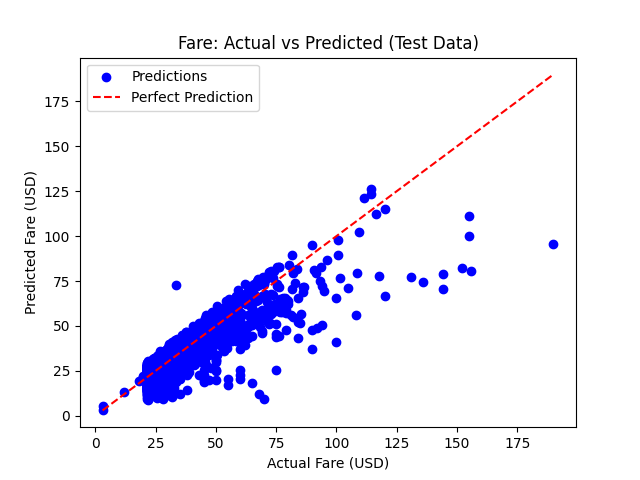 Fare: Actual vs Predicted (Test Data)
Predictions
Perfect Prediction
Predicted Fare (USD)
175
150
125
100
75
50
25
0
0 25 50 75 100 125 150 175
Actual Fare (USD)